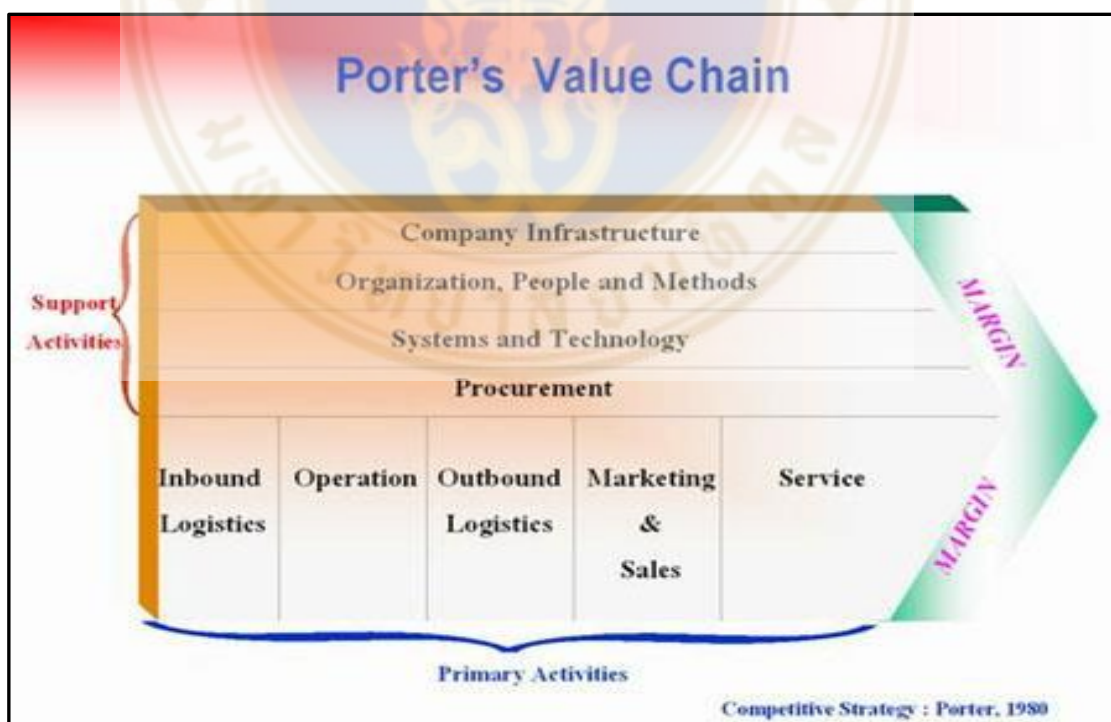 Porter's Value Chain
Company Infrastructure
Organization, People and Methods
Systems and Technology
Procurement
Support
Activities
Inbound
Logistics
Operation
Outbound
Logistics
Marketing
&
Sales
Service
MARGIN
MARGIN
Primary Activities
Competitive Strategy : Porter, 1980